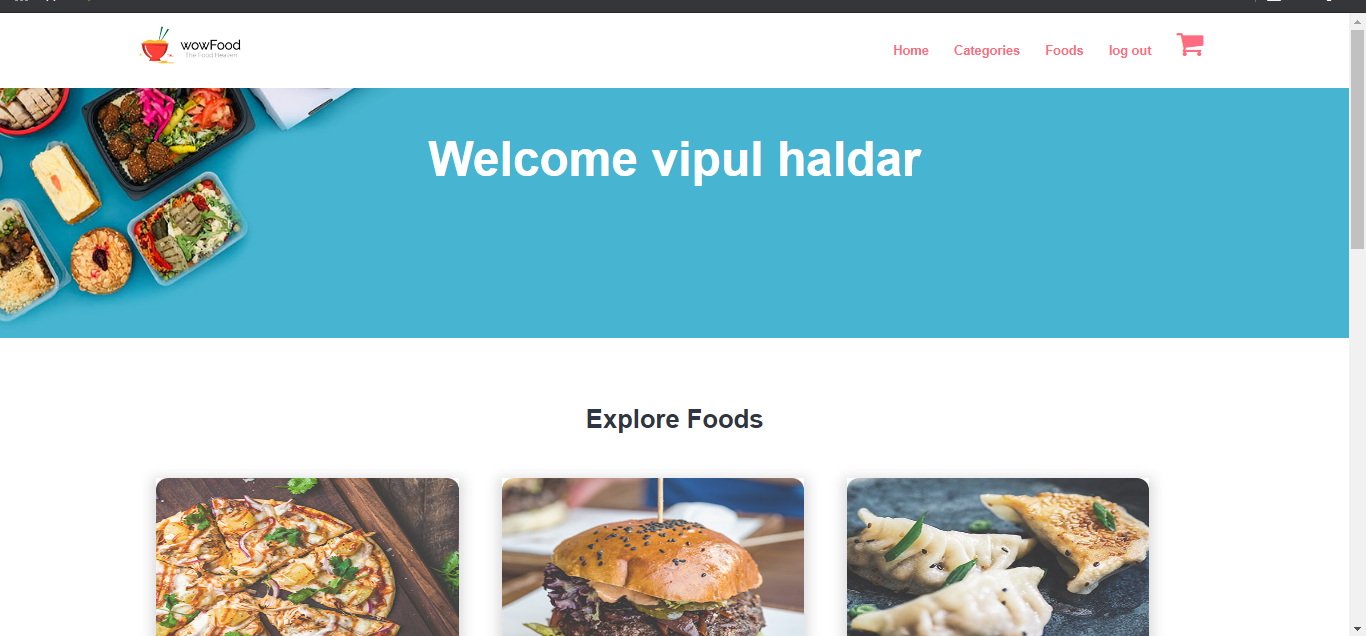 wowFood
The Food Heaven
Home Categories Foods log out
Welcome vipul haldar
Explore Foods